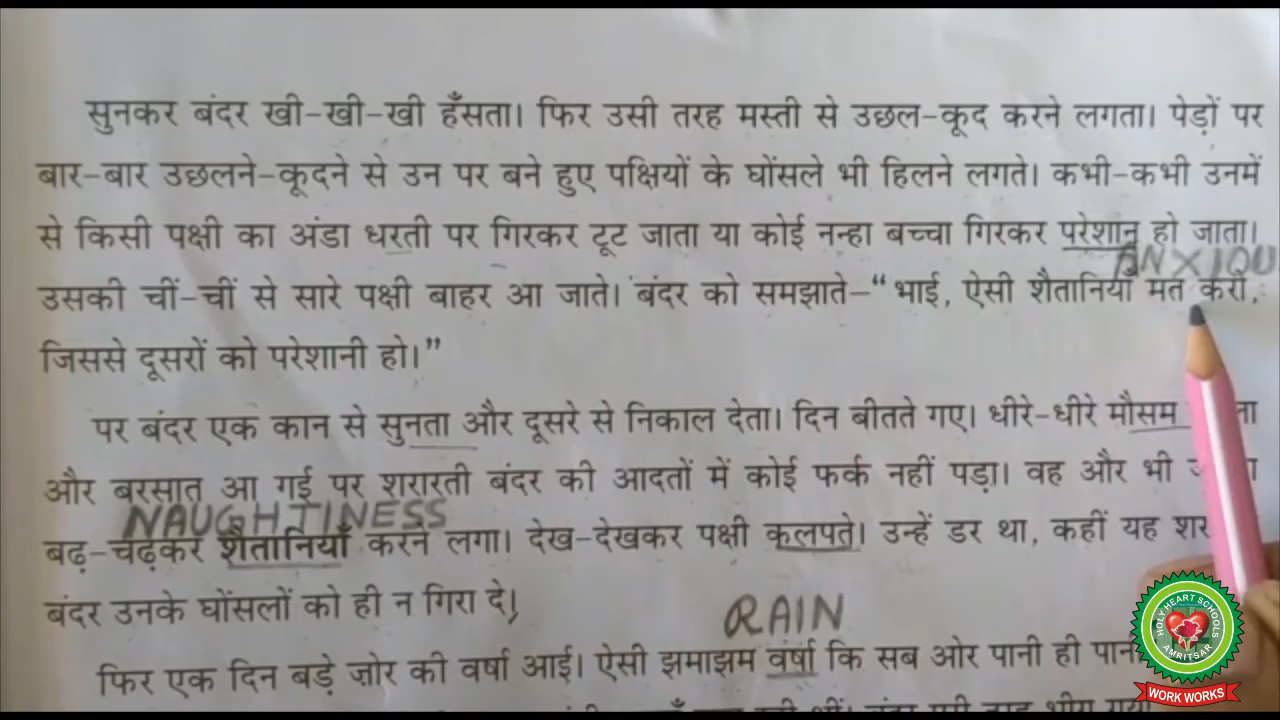 सुनकर बंदर खी-खी-खी हँसता। फिर उसी तरह मस्ती से उछल-कूद करने लगता। पेड़ों पर
बार-बार उछलने-कूदने से उन पर बने हुए पक्षियों के घोंसले भी हिलने लगते। कभी-कभी उनमें
से किसी पक्षी का अंडा धरती पर गिरकर टूट जाता या कोई नन्हा बच्चा गिरकर परेशान हो जाता।
ANXIOU
उसकी चीं-चीं से सारे पक्षी बाहर आ जाते। बंदर को समझाते-“भाई, ऐसी शैतानियाँ मत करो,
जिससे दूसरों को परेशानी हो।”
पर बंदर एक कान से सुनता और दूसरे से निकाल देता। दिन बीतते गए। धीरे-धीरे मौसम
और बरसात आ गई पर शरारती बंदर की आदतों में कोई फर्क नहीं पड़ा। वह और भी
NAUGHTINESS
बढ़-चढ़कर शैतानियाँ करने लगा। देख-देखकर पक्षी कलपते। उन्हें डर था, कहीं यह शर
बंदर उनके घोंसलों को ही न गिरा दे।
RAIN
फिर एक दिन बड़े ज़ोर की वर्षा आई। ऐसी झमाझम वर्षा कि सब ओर पानी ही पानी
HOLY HEART SCHOOLS
AMRITSAR
WORK WORKS